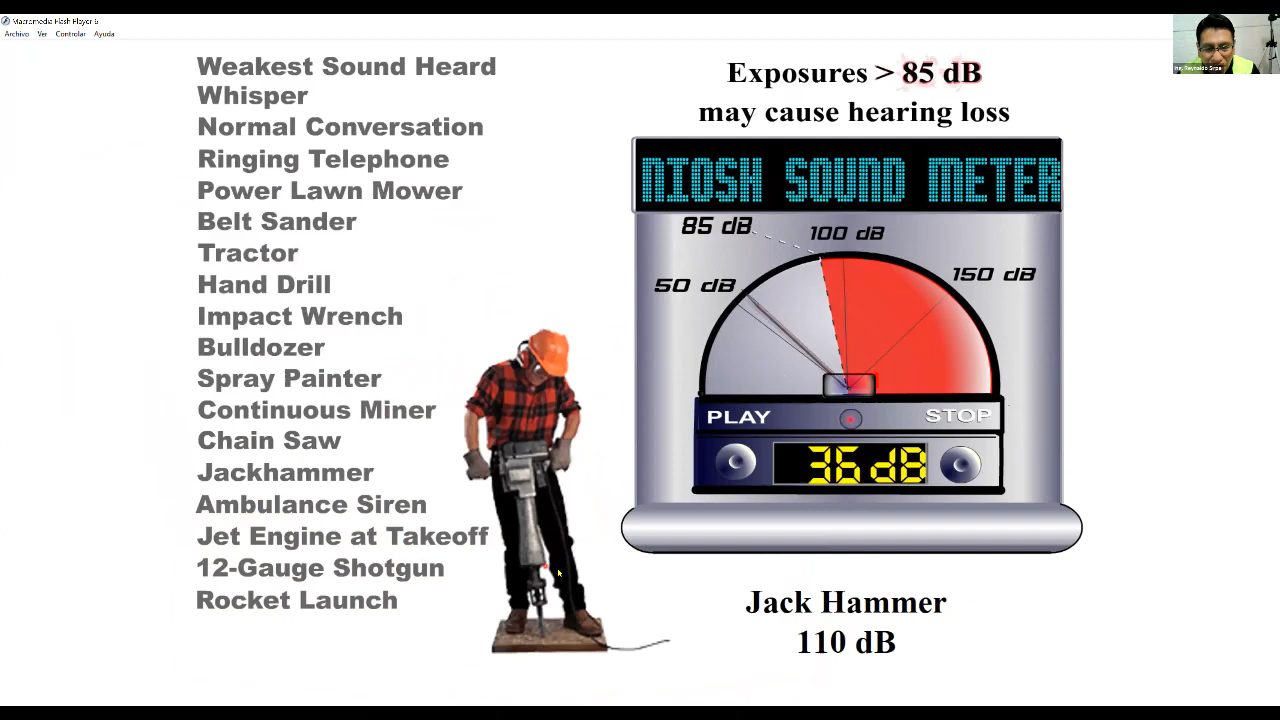 Macromedia Flash Player 6
Archivo Ver Controlar Ayuda
Weakest Sound Heard
Whisper
Normal Conversation
Ringing Telephone
Power Lawn Mower
Belt Sander
Tractor
Hand Drill
Impact Wrench
Bulldozer
Spray Painter
Continuous Miner
Chain Saw
Jackhammer
Ambulance Siren
Jet Engine at Takeoff
12-Gauge Shotgun
Rocket Launch
Exposures > 85 dB
may cause hearing loss
NIOSH SOUND METER
85 dB
100 dB
150 dB
50 dB
PLAY
STOP
36 dB
Jack Hammer
110 dB
Reynaldo